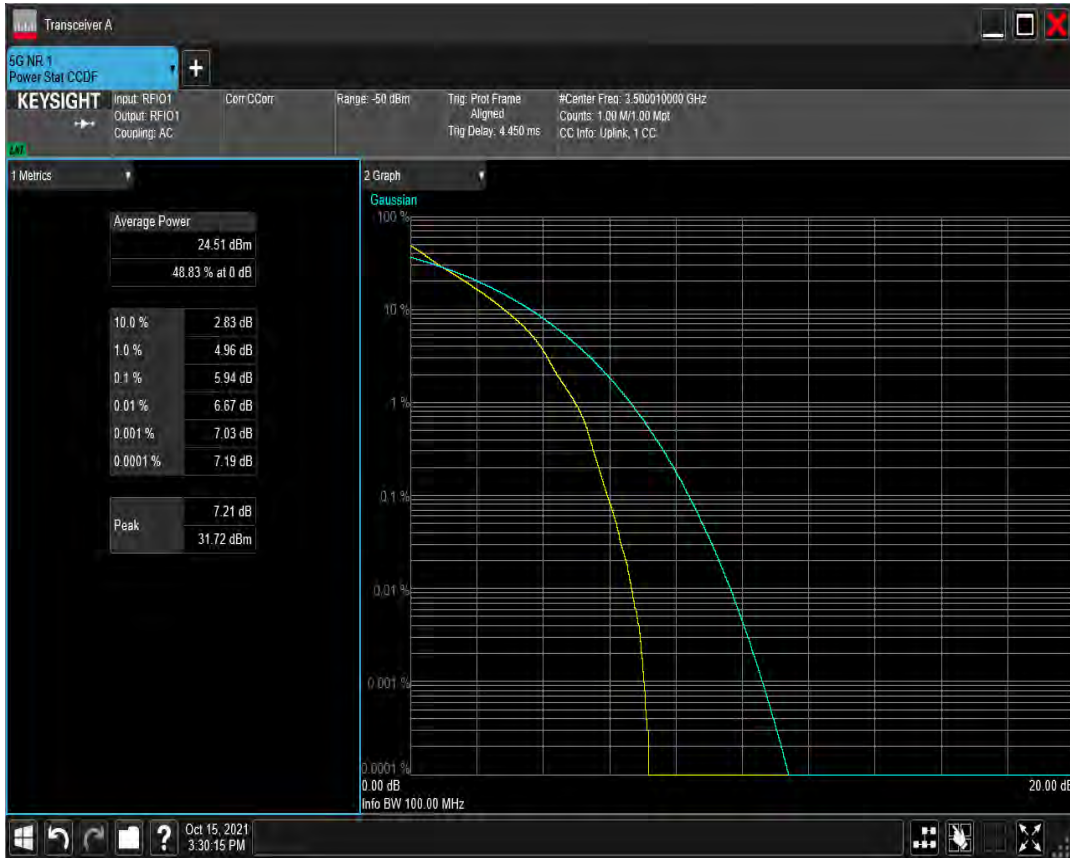 Transceiver A
5G NR 1
Power Stat CCDF
+
KEYSIGHT
Input: RFIO1
Output: RFIO1
Coupling: AC
Corr CCorr
Range: -50 dBm
Trig: Prot Frame
Aligned
Trig Delay: 4.450 ms
#Center Freq: 3.500010000 GHz
Counts: 1.00 M/1.00 Mpt
CC Info: Uplink, 1 CC
LNI
1 Metrics
Average Power
24.51 dBm
48.83 % at 0 dB
10.0 % 2.83 dB
1.0 % 4.96 dB
0.1 % 5.94 dB
0.01 % 6.67 dB
0.001 % 7.03 dB
0.0001 % 7.19 dB
Peak
7.21 dB
31.72 dBm
2 Graph
Gaussian
100 %
10 %
1 %
0.1 %
0.01 %
0.001 %
0.0001 %
0.00 dB
20.00 dB
Info BW 100.00 MHz
?
Oct 15, 2021
3:30:15 PM